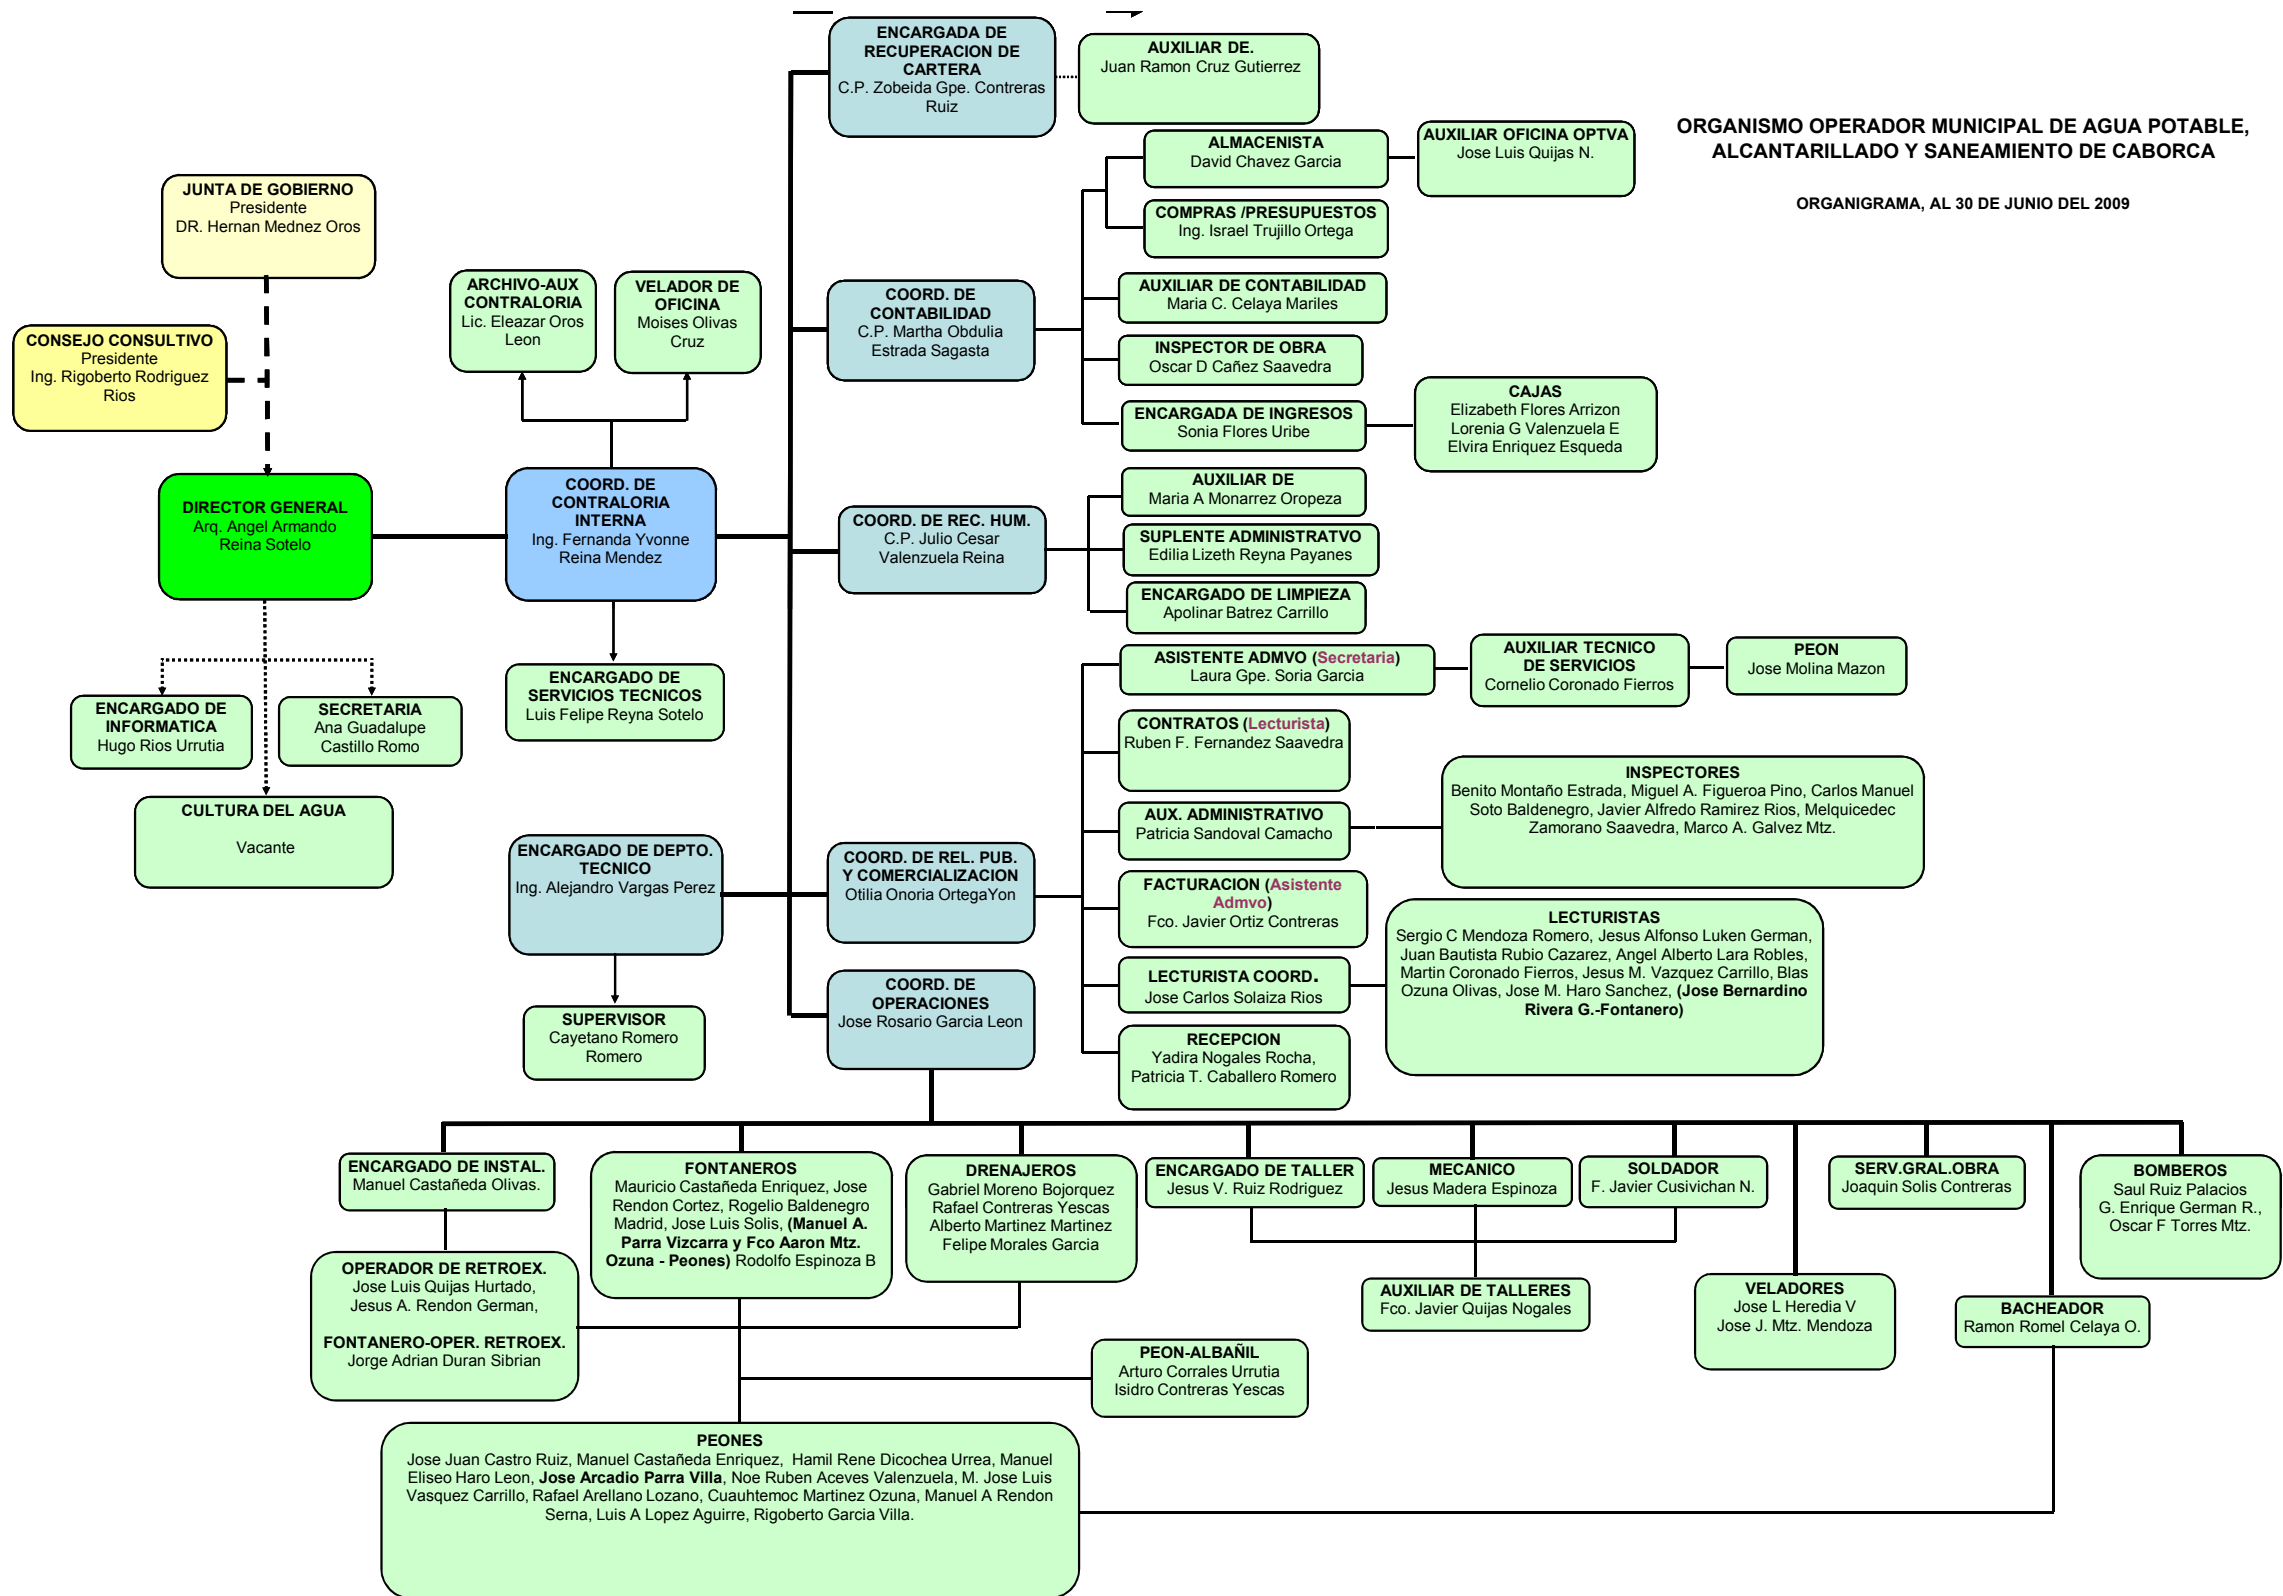 ORGANISMO OPERADOR MUNICIPAL DE AGUA POTABLE,
ALCANTARILLADO Y SANEAMIENTO DE CABORCA
ORGANIGRAMA, AL 30 DE JUNIO DEL 2009
JUNTA DE GOBIERNO
Presidente
DR. Hernan Mednez Oros
CONSEJO CONSULTIVO
Presidente
Ing. Rigoberto Rodriguez
Rios
DIRECTOR GENERAL
Arq. Angel Armando
Reina Sotelo
ENCARGADO DE
INFORMATICA
Hugo Rios Urrutia
SECRETARIA
Ana Guadalupe
Castillo Romo
CULTURA DEL AGUA
Vacante
ARCHIVO-AUX
CONTRALORIA
Lic. Eleazar Oros
Leon
VELADOR DE
OFICINA
Moises Olivas
Cruz
COORD. DE
CONTRALORIA
INTERNA
Ing. Fernanda Yvonne
Reina Mendez
ENCARGADO DE
SERVICIOS TECNICOS
Luis Felipe Reyna Sotelo
ENCARGADO DE DEPTO.
TECNICO
Ing. Alejandro Vargas Perez
SUPERVISOR
Cayetano Romero
Romero
ENCARGADA DE
RECUPERACION DE
CARTERA
C.P. Zobeida Gpe. Contreras
Ruiz
AUXILIAR DE.
Juan Ramon Cruz Gutierrez
COORD. DE
CONTABILIDAD
C.P. Martha Obdulia
Estrada Sagasta
ALMACENISTA
David Chavez Garcia
AUXILIAR OFICINA OPTVA
Jose Luis Quijas N.
COMPRAS /PRESUPUESTOS
Ing. Israel Trujillo Ortega
AUXILIAR DE CONTABILIDAD
Maria C. Celaya Mariles
INSPECTOR DE OBRA
Oscar D Cañez Saavedra
ENCARGADA DE INGRESOS
Sonia Flores Uribe
CAJAS
Elizabeth Flores Arrizon
Lorenia G Valenzuela E
Elvira Enriquez Esqueda
COORD. DE REC. HUM.
C.P. Julio Cesar
Valenzuela Reina
AUXILIAR DE
Maria A Monarrez Oropeza
SUPLENTE ADMINISTRATVO
Edilia Lizeth Reyna Payanes
ENCARGADO DE LIMPIEZA
Apolinar Batrez Carrillo
COORD. DE REL. PUB.
Y COMERCIALIZACION
Otilia Onoria OrtegaYon
ASISTENTE ADMVO (Secretaria)
Laura Gpe. Soria Garcia
AUXILIAR TECNICO
DE SERVICIOS
Cornelio Coronado Fierros
PEON
Jose Molina Mazon
CONTRATOS (Lecturista)
Ruben F. Fernandez Saavedra
AUX. ADMINISTRATIVO
Patricia Sandoval Camacho
INSPECTORES
Benito Montaño Estrada, Miguel A. Figueroa Pino, Carlos Manuel
Soto Baldenegro, Javier Alfredo Ramirez Rios, Melquicedec
Zamorano Saavedra, Marco A. Galvez Mtz.
FACTURACION (Asistente
Admvo)
Fco. Javier Ortiz Contreras
LECTURISTA COORD.
Jose Carlos Solaiza Rios
LECTURISTAS
Sergio C Mendoza Romero, Jesus Alfonso Luken German,
Juan Bautista Rubio Cazarez, Angel Alberto Lara Robles,
Martin Coronado Fierros, Jesus M. Vazquez Carrillo, Blas
Ozuna Olivas, Jose M. Haro Sanchez, (Jose Bernardino
Rivera G.-Fontanero)
RECEPCION
Yadira Nogales Rocha,
Patricia T. Caballero Romero
COORD. DE
OPERACIONES
Jose Rosario Garcia Leon
ENCARGADO DE INSTAL.
Manuel Castañeda Olivas.
FONTANEROS
Mauricio Castañeda Enriquez, Jose
Rendon Cortez, Rogelio Baldenegro
Madrid, Jose Luis Solis, (Manuel A.
Parra Vizcarra y Fco Aaron Mtz.
Ozuna - Peones) Rodolfo Espinoza B
DRENAJEROS
Gabriel Moreno Bojorquez
Rafael Contreras Yescas
Alberto Martinez Martinez
Felipe Morales Garcia
ENCARGADO DE TALLER
Jesus V. Ruiz Rodriguez
MECANICO
Jesus Madera Espinoza
SOLDADOR
F. Javier Cusivichan N.
SERV.GRAL.OBRA
Joaquin Solis Contreras
BOMBEROS
Saul Ruiz Palacios
G. Enrique German R.,
Oscar F Torres Mtz.
OPERADOR DE RETROEX.
Jose Luis Quijas Hurtado,
Jesus A. Rendon German,
FONTANERO-OPER. RETROEX.
Jorge Adrian Duran Sibrian
AUXILIAR DE TALLERES
Fco. Javier Quijas Nogales
VELADORES
Jose L Heredia V
Jose J. Mtz. Mendoza
BACHEADOR
Ramon Romel Celaya O.
PEON-ALBAÑIL
Arturo Corrales Urrutia
Isidro Contreras Yescas
PEONES
Jose Juan Castro Ruiz, Manuel Castañeda Enriquez, Hamil Rene Dicochea Urrea, Manuel
Eliseo Haro Leon, Jose Arcadio Parra Villa, Noe Ruben Aceves Valenzuela, M. Jose Luis
Vasquez Carrillo, Rafael Arellano Lozano, Cuauhtemoc Martinez Ozuna, Manuel A Rendon
Serna, Luis A Lopez Aguirre, Rigoberto Garcia Villa.